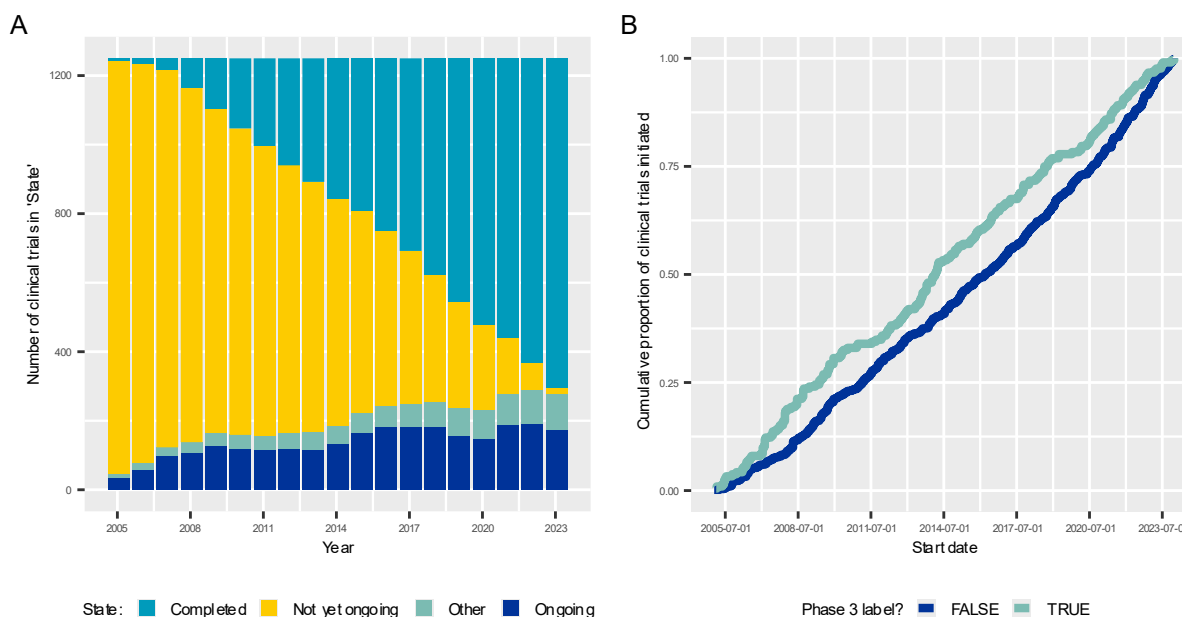 A
Number of clinical trials in 'State'
1200
800
400
0
2005 2008 2011 2014 2017 2020 2023
Year
State: Completed Not yet ongoing Other Ongoing
B
Cumulative proportion of clinical trials initiated
1.00
0.75
0.50
0.25
0.00
2005-07-01 2008-07-01 2011-07-01 2014-07-01 2017-07-01 2020-07-01 2023-07-0
Start date
Phase 3 label? FALSE TRUE